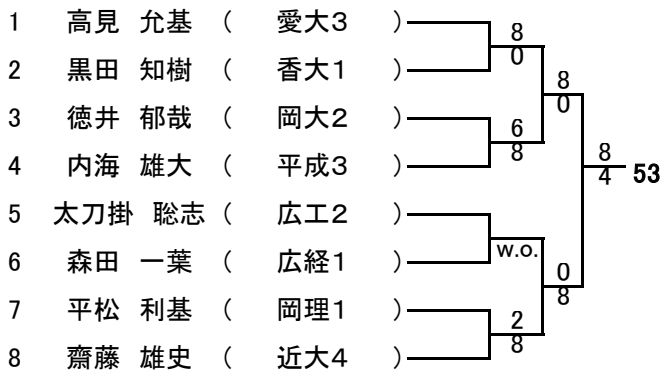 1 高見 允基 ( 愛大3 )
8
0
2 黒田 知樹 ( 香大1 )
8
0
3 徳井 郁哉 ( 岡大2 )
6
8
4 内海 雄大 ( 平成3 )
8
4
53
5 太刀掛 聡志 ( 広工2 )
w.o.
6 森田 一葉 ( 広経1 )
0
8
7 平松 利基 ( 岡理1 )
2
8
8 齋藤 雄史 ( 近大4 )